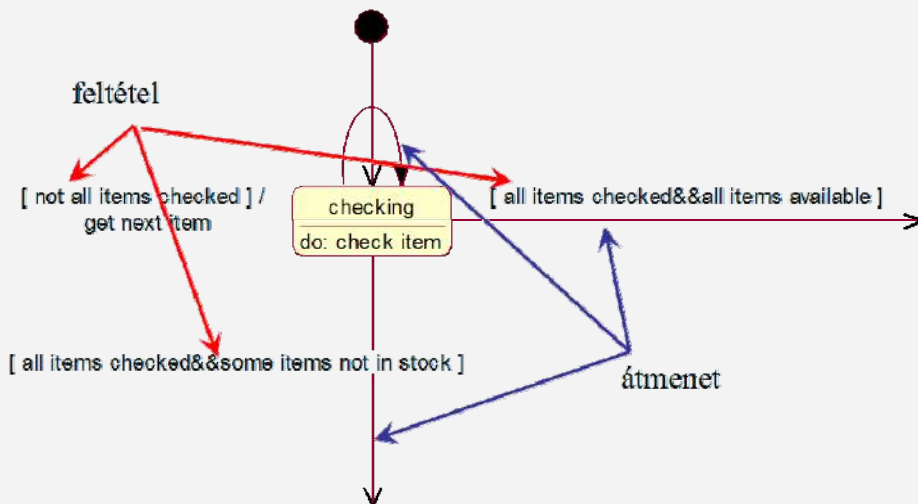 feltétel
[ not all items checked ] /
get next item
[ all items checked&&all items available ]
checking
do: check item
[ all items checked&&some items not in stock ]
átmenet